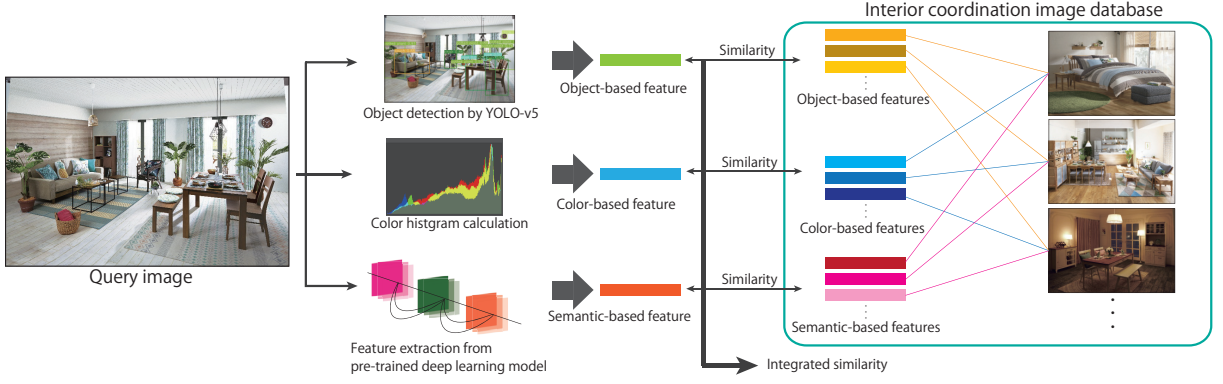 Interior coordination image database
Query image
Object detection by YOLO-v5
Object-based feature
Similarity
Object-based features
Color histgram calculation
Color-based feature
Similarity
Color-based features
Feature extraction from
pre-trained deep learning model
Semantic-based feature
Similarity
Semantic-based features
Integrated similarity